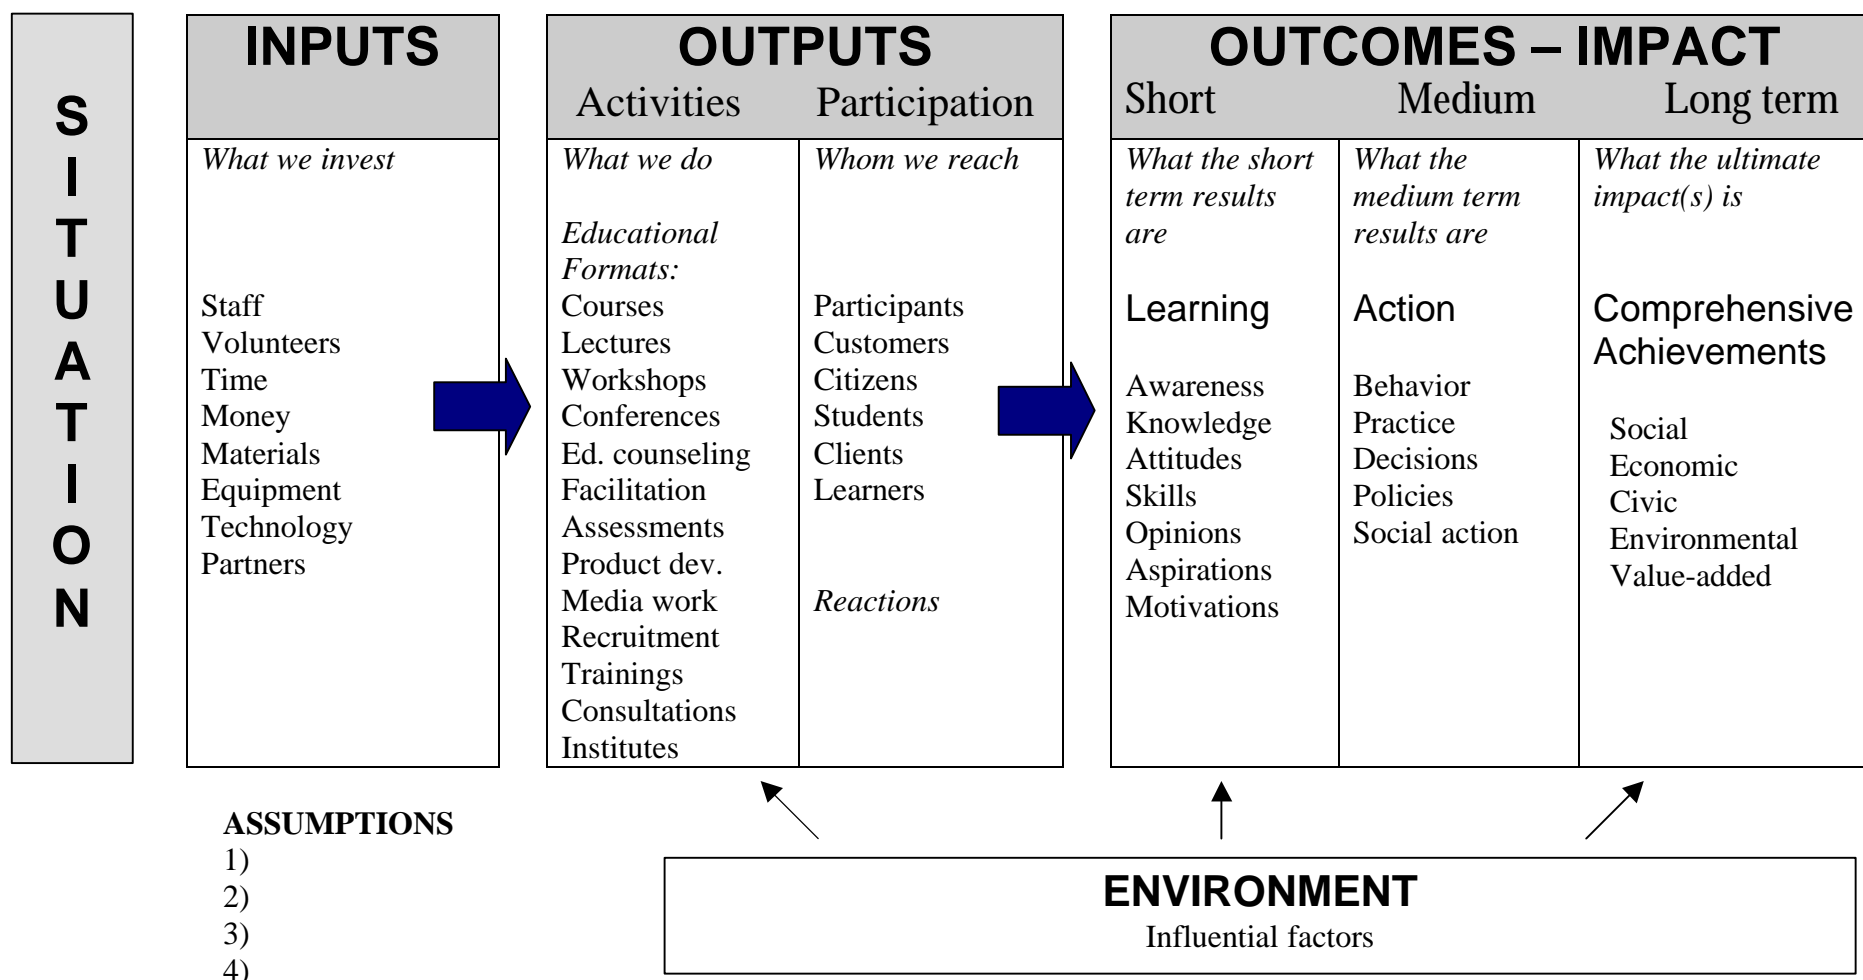 SITUATION
INPUTS
What we invest
Staff
Volunteers
Time
Money
Materials
Equipment
Technology
Partners
OUTPUTS
Activities
What we do
Educational
Formats:
Courses
Lectures
Workshops
Conferences
Ed. counseling
Facilitation
Assessments
Product dev.
Media work
Recruitment
Trainings
Consultations
Institutes
Participation
Whom we reach
Participants
Customers
Citizens
Students
Clients
Learners
Reactions
OUTCOMES – IMPACT
Short
What the short
term results
are
Learning
Awareness
Knowledge
Attitudes
Skills
Opinions
Aspirations
Motivations
Medium
What the
medium term
results are
Action
Behavior
Practice
Decisions
Policies
Social action
Long term
What the ultimate
impact(s) is
Comprehensive
Achievements
Social
Economic
Civic
Environmental
Value-added
ASSUMPTIONS
1)
2)
3)
4)
ENVIRONMENT
Influential factors